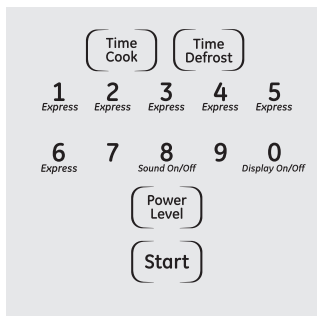 Time Cook
Time Defrost
1 2 3 4 5
Express Express Express Express Express
6 7 8 9 0
Express Sound On/Off Display On/Off
Power Level
Start